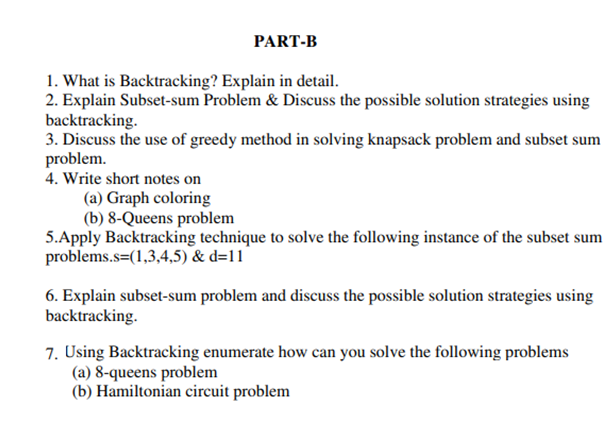 PART-B
1. What is Backtracking? Explain in detail.
2. Explain Subset-sum Problem & Discuss the possible solution strategies using
backtracking.
3. Discuss the use of greedy method in solving knapsack problem and subset sum
problem.
4. Write short notes on
(a) Graph coloring
(b) 8-Queens problem
5.Apply Backtracking technique to solve the following instance of the subset sum
problems.s=(1,3,4,5) & d=11
6. Explain subset-sum problem and discuss the possible solution strategies using
backtracking.
7. Using Backtracking enumerate how can you solve the following problems
(a) 8-queens problem
(b) Hamiltonian circuit problem